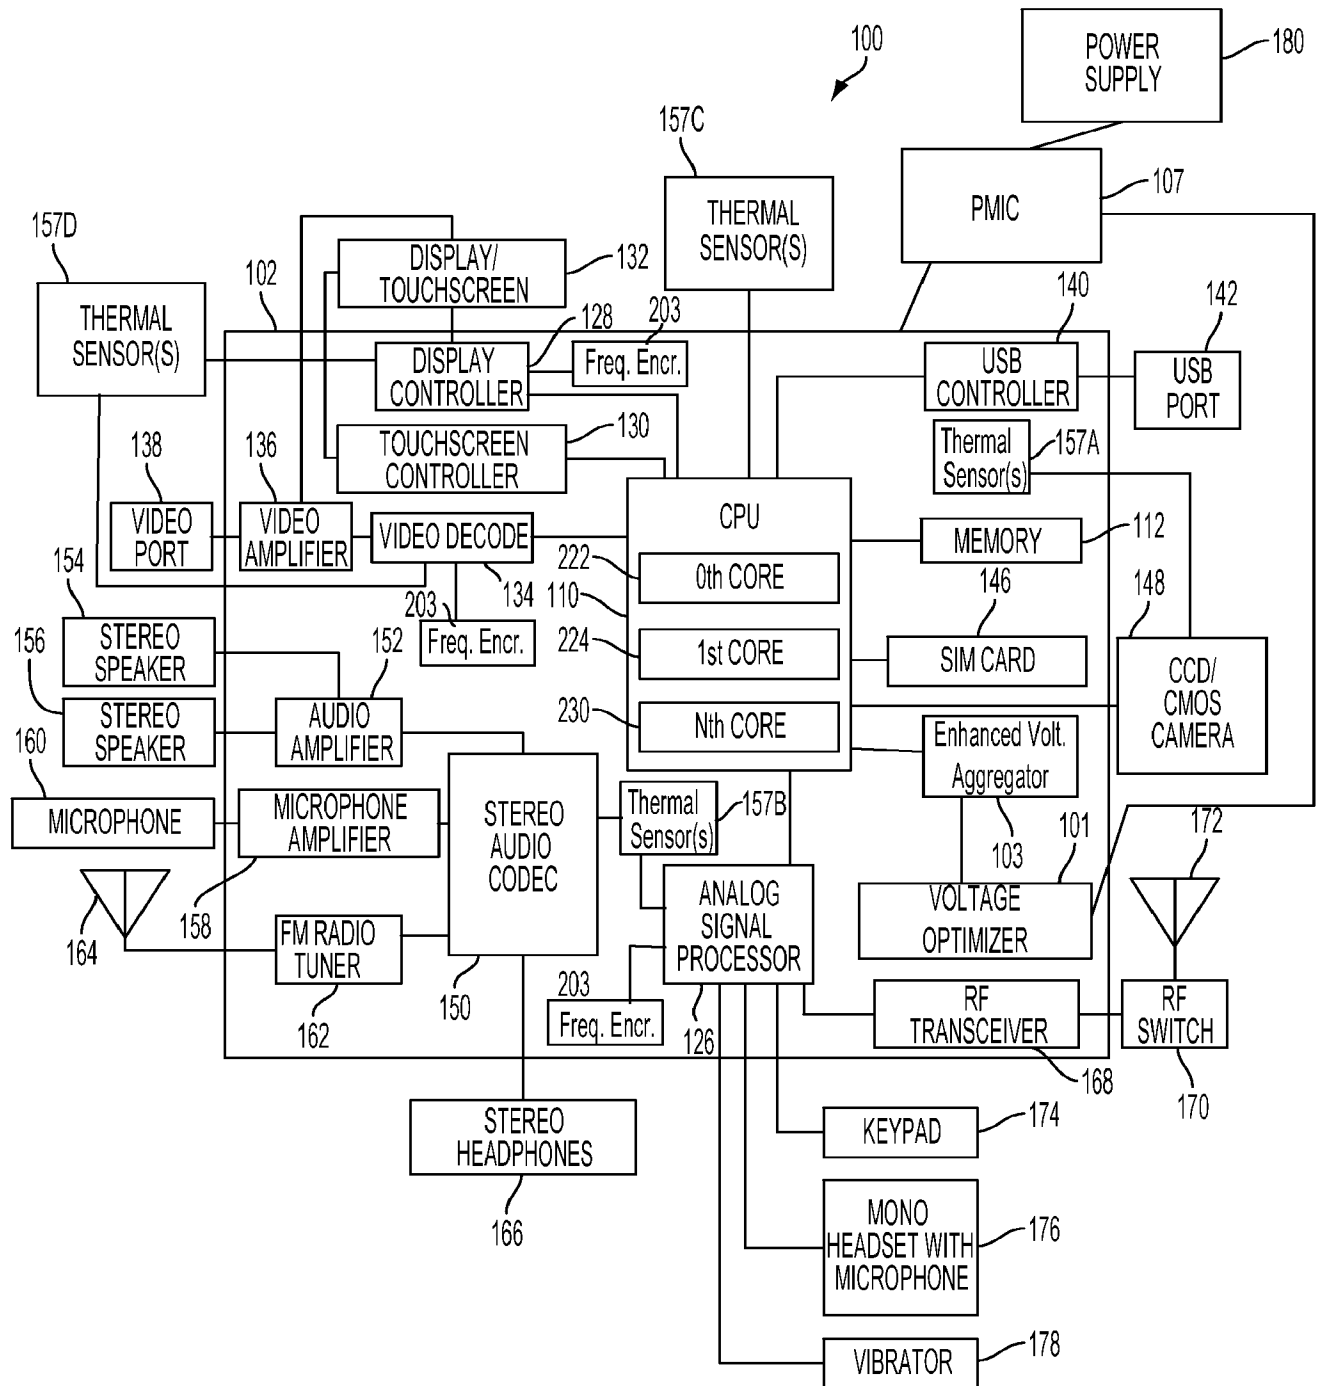 100
POWER
SUPPLY
180
157C
THERMAL
SENSOR(S)
PMIC
107
157D
THERMAL
SENSOR(S)
102
DISPLAY/
TOUCHSCREEN
132
203
128
DISPLAY
CONTROLLER
Freq. Encr.
140
USB
CONTROLLER
142
USB
PORT
TOUCHSCREEN
CONTROLLER
130
Thermal
Sensor(s)
157A
138
136
VIDEO
PORT
VIDEO
AMPLIFIER
VIDEO DECODE
134
CPU
222
0th CORE
110
224
1st CORE
230
Nth CORE
MEMORY
112
146
SIM CARD
148
CCD/
CMOS
CAMERA
203
Freq. Encr.
154
STEREO
SPEAKER
156
STEREO
SPEAKER
152
AUDIO
AMPLIFIER
160
MICROPHONE
MICROPHONE
AMPLIFIER
158
STEREO
AUDIO
CODEC
150
Thermal
Sensor(s)
157B
Enhanced Volt.
Aggregator
103
101
VOLTAGE
OPTIMIZER
172
164
FM RADIO
TUNER
162
ANALOG
SIGNAL
PROCESSOR
126
203
Freq. Encr.
RF
TRANSCEIVER
168
RF
SWITCH
170
STEREO
HEADPHONES
166
KEYPAD
174
MONO
HEADSET WITH
MICROPHONE
176
VIBRATOR
178